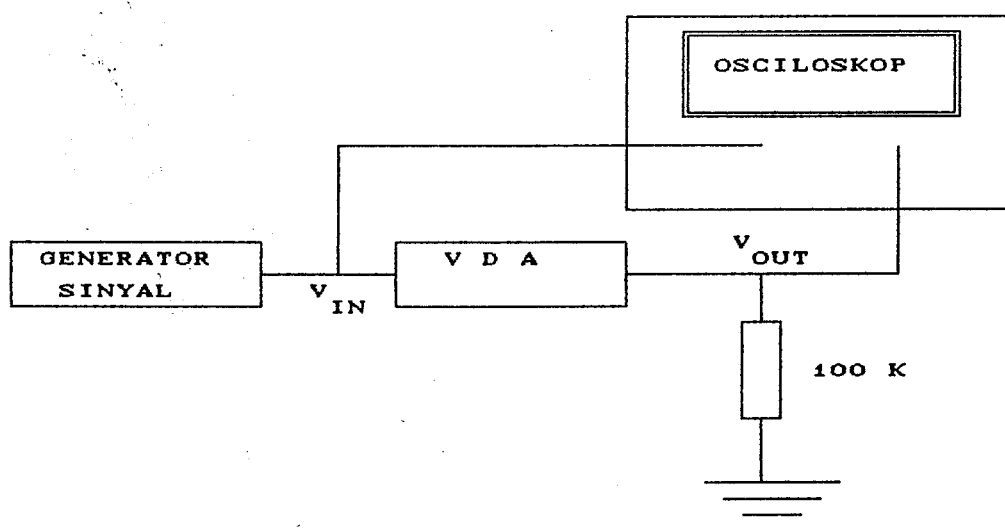 OSCILOSKOP
GENERATOR
SINYAL
V IN
V D A
V OUT
100 K